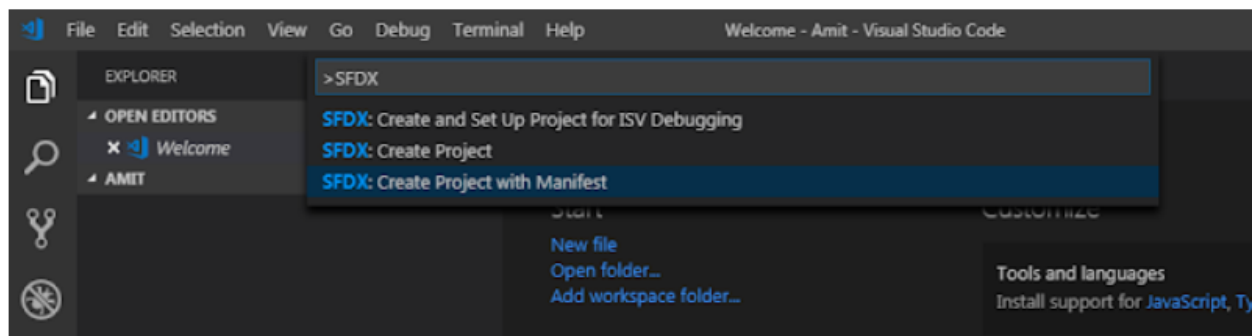 File Edit Selection View Go Debug Terminal Help Welcome - Amit - Visual Studio Code
EXPLORER
>SFDX
OPEN EDITORS
SFDX: Create and Set Up Project for ISV Debugging
Welcome
SFDX: Create Project
AMIT
SFDX: Create Project with Manifest
Start
Customize
New file
Open folder...
Add workspace folder...
Tools and languages
Install support for JavaScript,